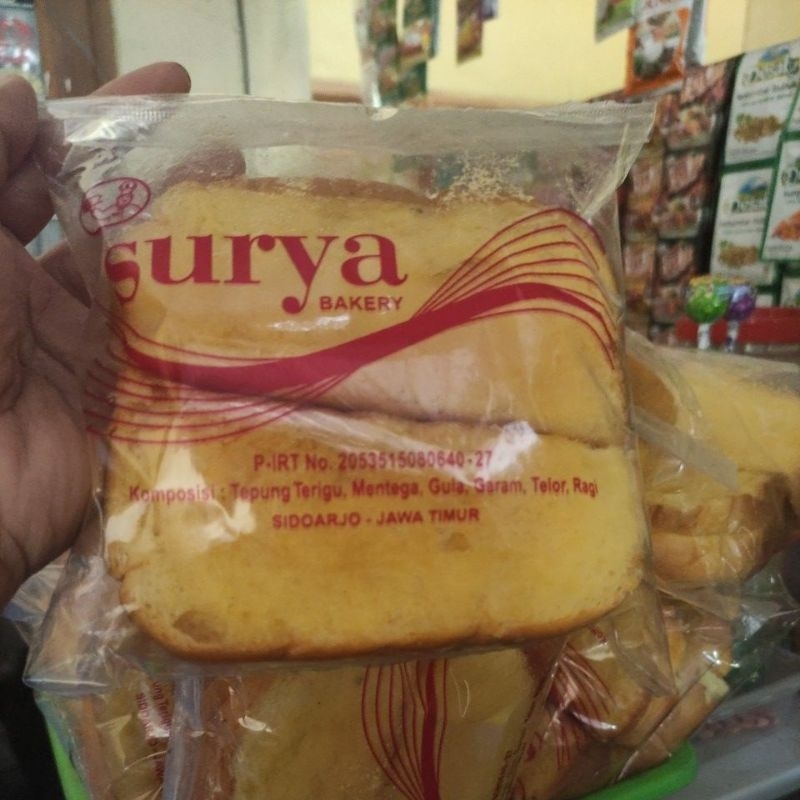 surya
BAKERY
P-IRT No. 2053515080640-27
Komposisi : Tepung Terigu, Mentega, Gula, Garam, Telor, Ragi
SIDOARJO - JAWA TIMUR